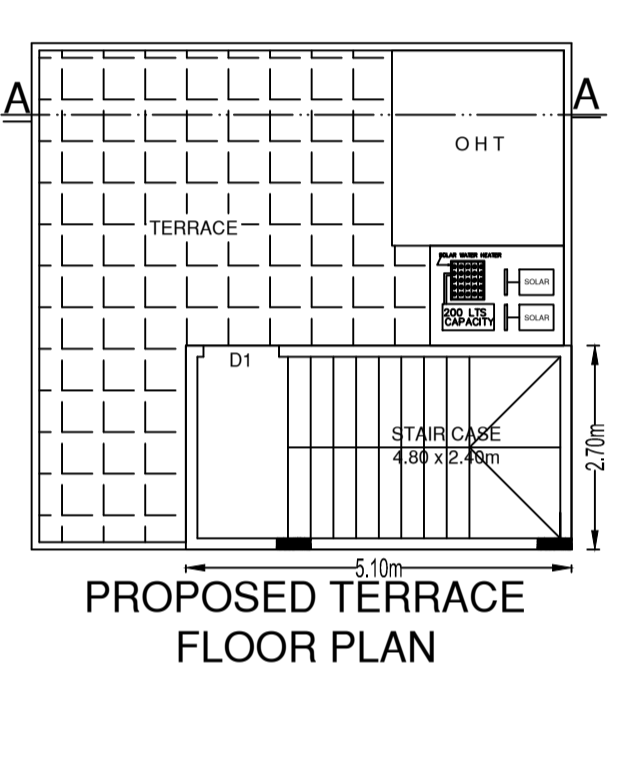 A
A
O H T
TERRACE
SOLAR WATER HEATER
SOLAR
200 LTS
CAPACITY
SOLAR
D1
STAIR CASE
4.80 x 2.40m
2.70m
5.10m
PROPOSED TERRACE
FLOOR PLAN